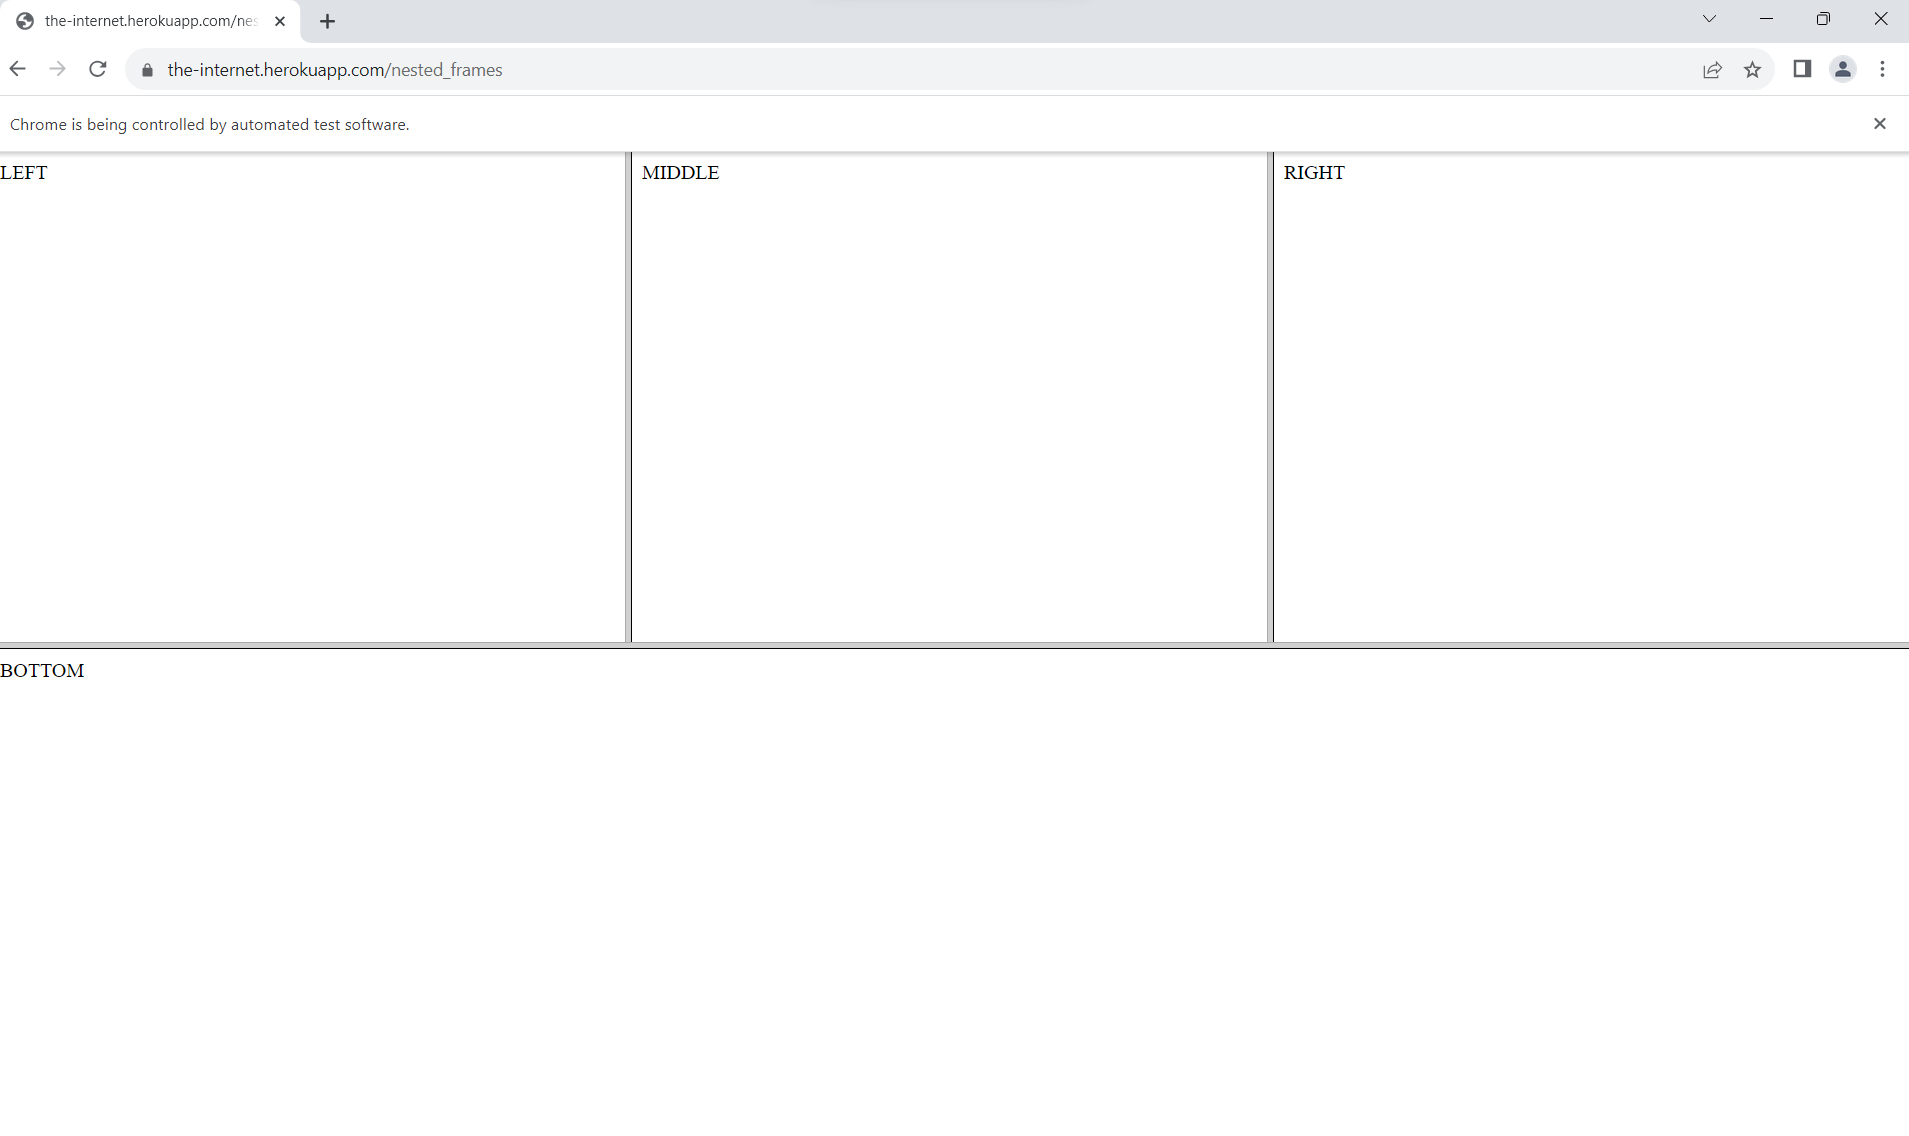 the-internet.herokuapp.com/nes
the-internet.herokuapp.com/nested_frames
Chrome is being controlled by automated test software.
LEFT
MIDDLE
RIGHT
BOTTOM